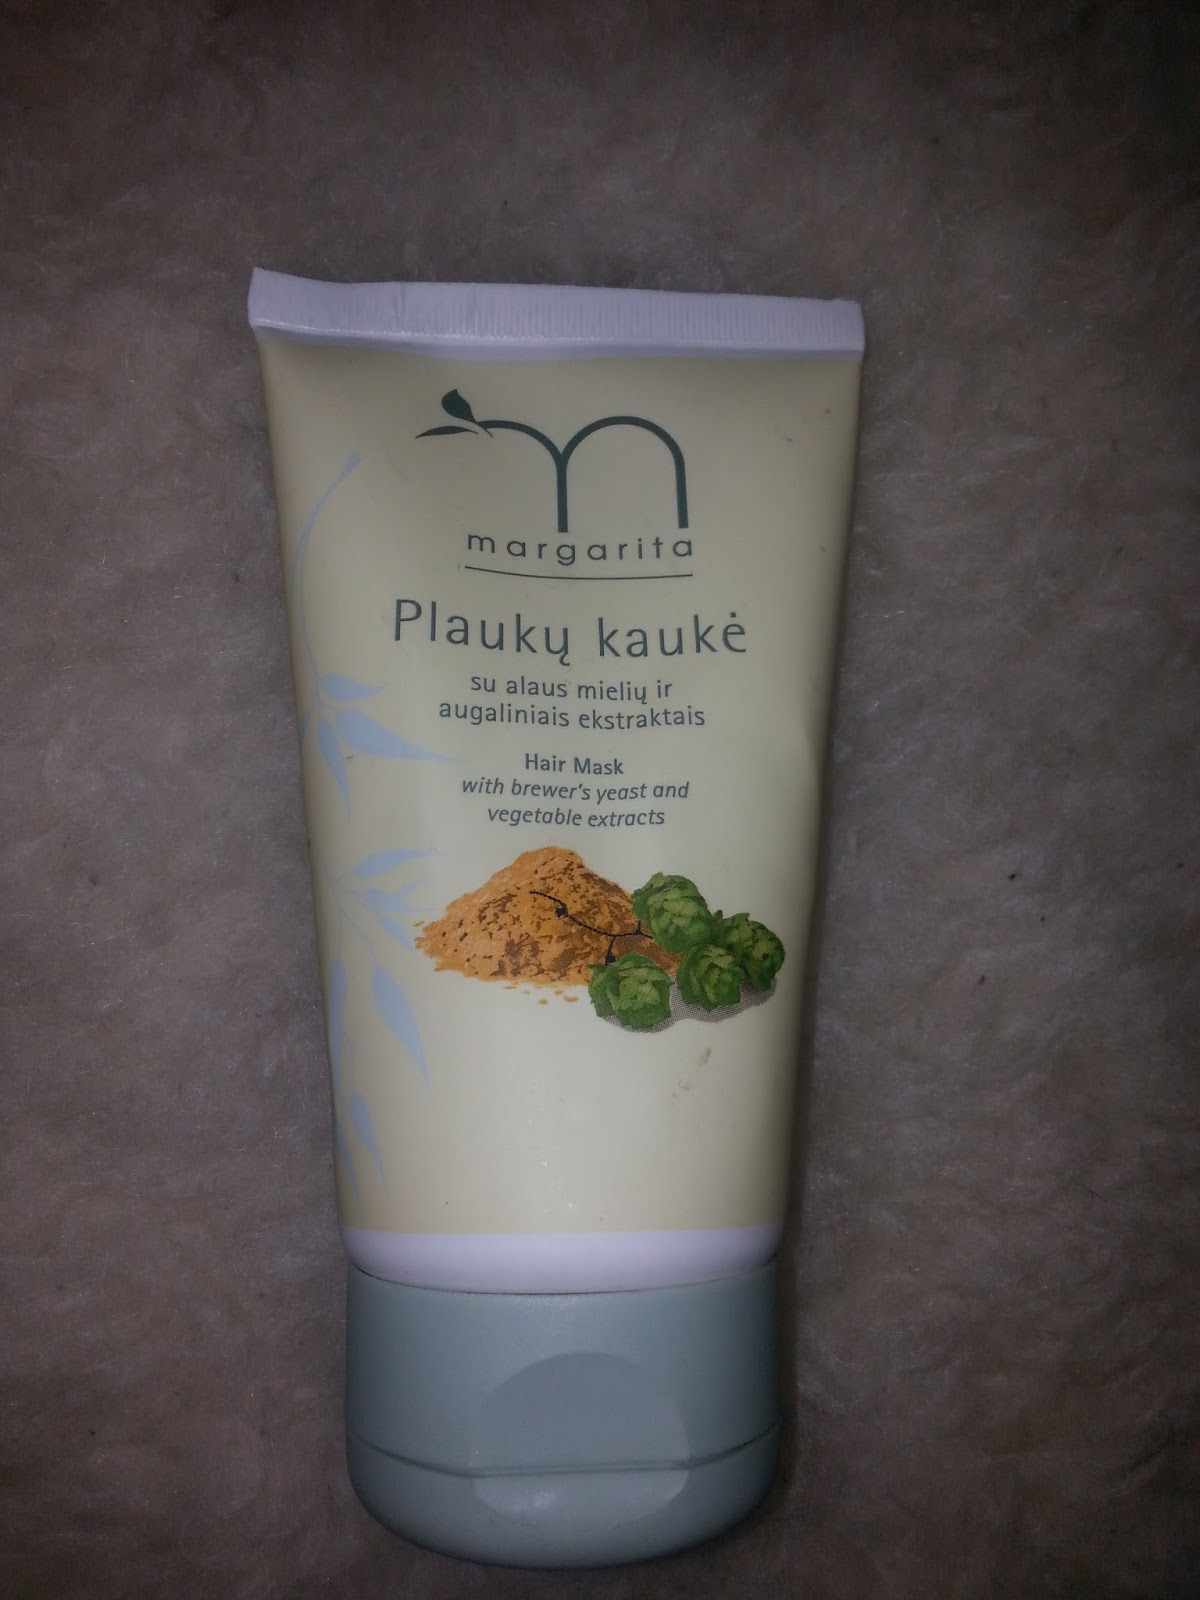 margarita
Plaukų kaukė
su alaus mielių ir
augaliniais ekstraktais
Hair Mask
with brewer's yeast and
vegetable extracts